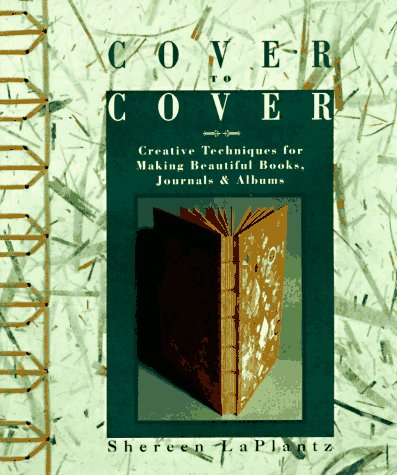 COVER
TO
COVER
Creative Techniques for
Making Beautiful Books,
Journals & Albums
Shereen LaPlantz